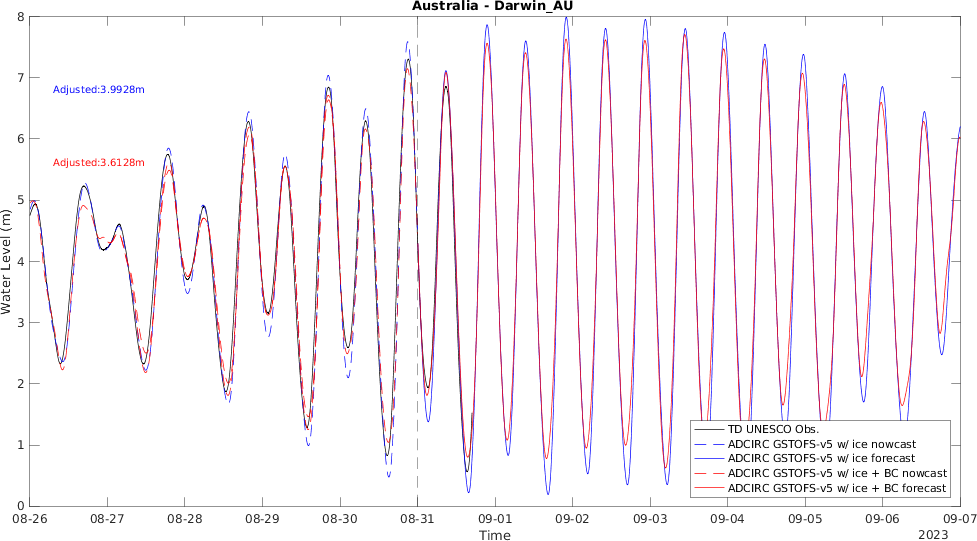 Australia - Darwin_AU
8
7
Adjusted:3.9928m
6
Adjusted:3.6128m
5
4
3
2
1
0
Water Level (m)
TD UNESCO Obs.
ADCIRC GSTOFS-v5 w/ ice nowcast
ADCIRC GSTOFS-v5 w/ ice forecast
ADCIRC GSTOFS-v5 w/ ice + BC nowcast
ADCIRC GSTOFS-v5 w/ ice + BC forecast
08-26 08-27 08-28 08-29 08-30 08-31 09-01 09-02 09-03 09-04 09-05 09-06 09-07
Time
2023